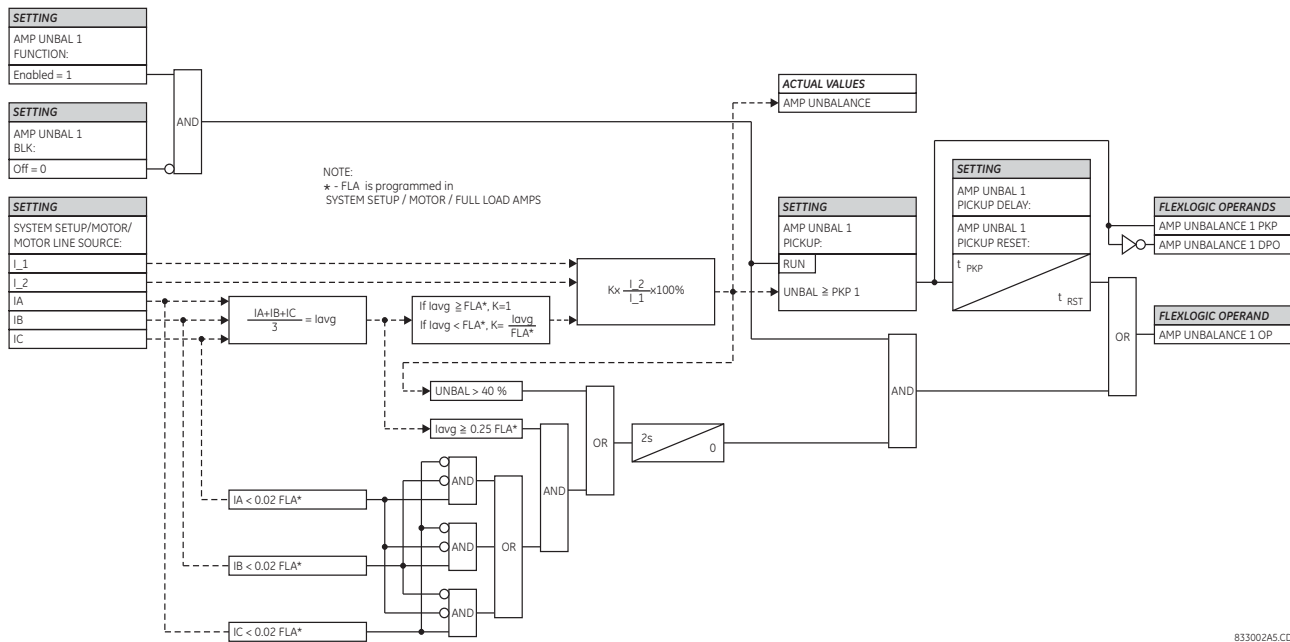 SETTING
AMP UNBAL 1
FUNCTION:
Enabled = 1
SETTING
AMP UNBAL 1
BLK:
Off = 0
AND
SETTING
SYSTEM SETUP/MOTOR/
MOTOR LINE SOURCE:
I_1
I_2
IA
IB
IC
NOTE:
* - FLA is programmed in
SYSTEM SETUP / MOTOR / FULL LOAD AMPS
IA+IB+IC
3
= Iavg
If Iavg ≧ FLA*, K=1
If Iavg < FLA*, K= Iavg
FLA*
Kx I_2 x100%
I_1
ACTUAL VALUES
AMP UNBALANCE
SETTING
AMP UNBAL 1
PICKUP:
RUN
UNBAL ≧ PKP 1
SETTING
AMP UNBAL 1
PICKUP DELAY:
AMP UNBAL 1
PICKUP RESET:
t PKP
t RST
FLEXLOGIC OPERANDS
AMP UNBALANCE 1 PKP
AMP UNBALANCE 1 DPO
OR
FLEXLOGIC OPERAND
AMP UNBALANCE 1 OP
AND
UNBAL > 40 %
Iavg ≧ 0.25 FLA*
OR
2s
0
AND
IA < 0.02 FLA*
AND
IB < 0.02 FLA*
AND
OR
IC < 0.02 FLA*
AND
833002A5.CD